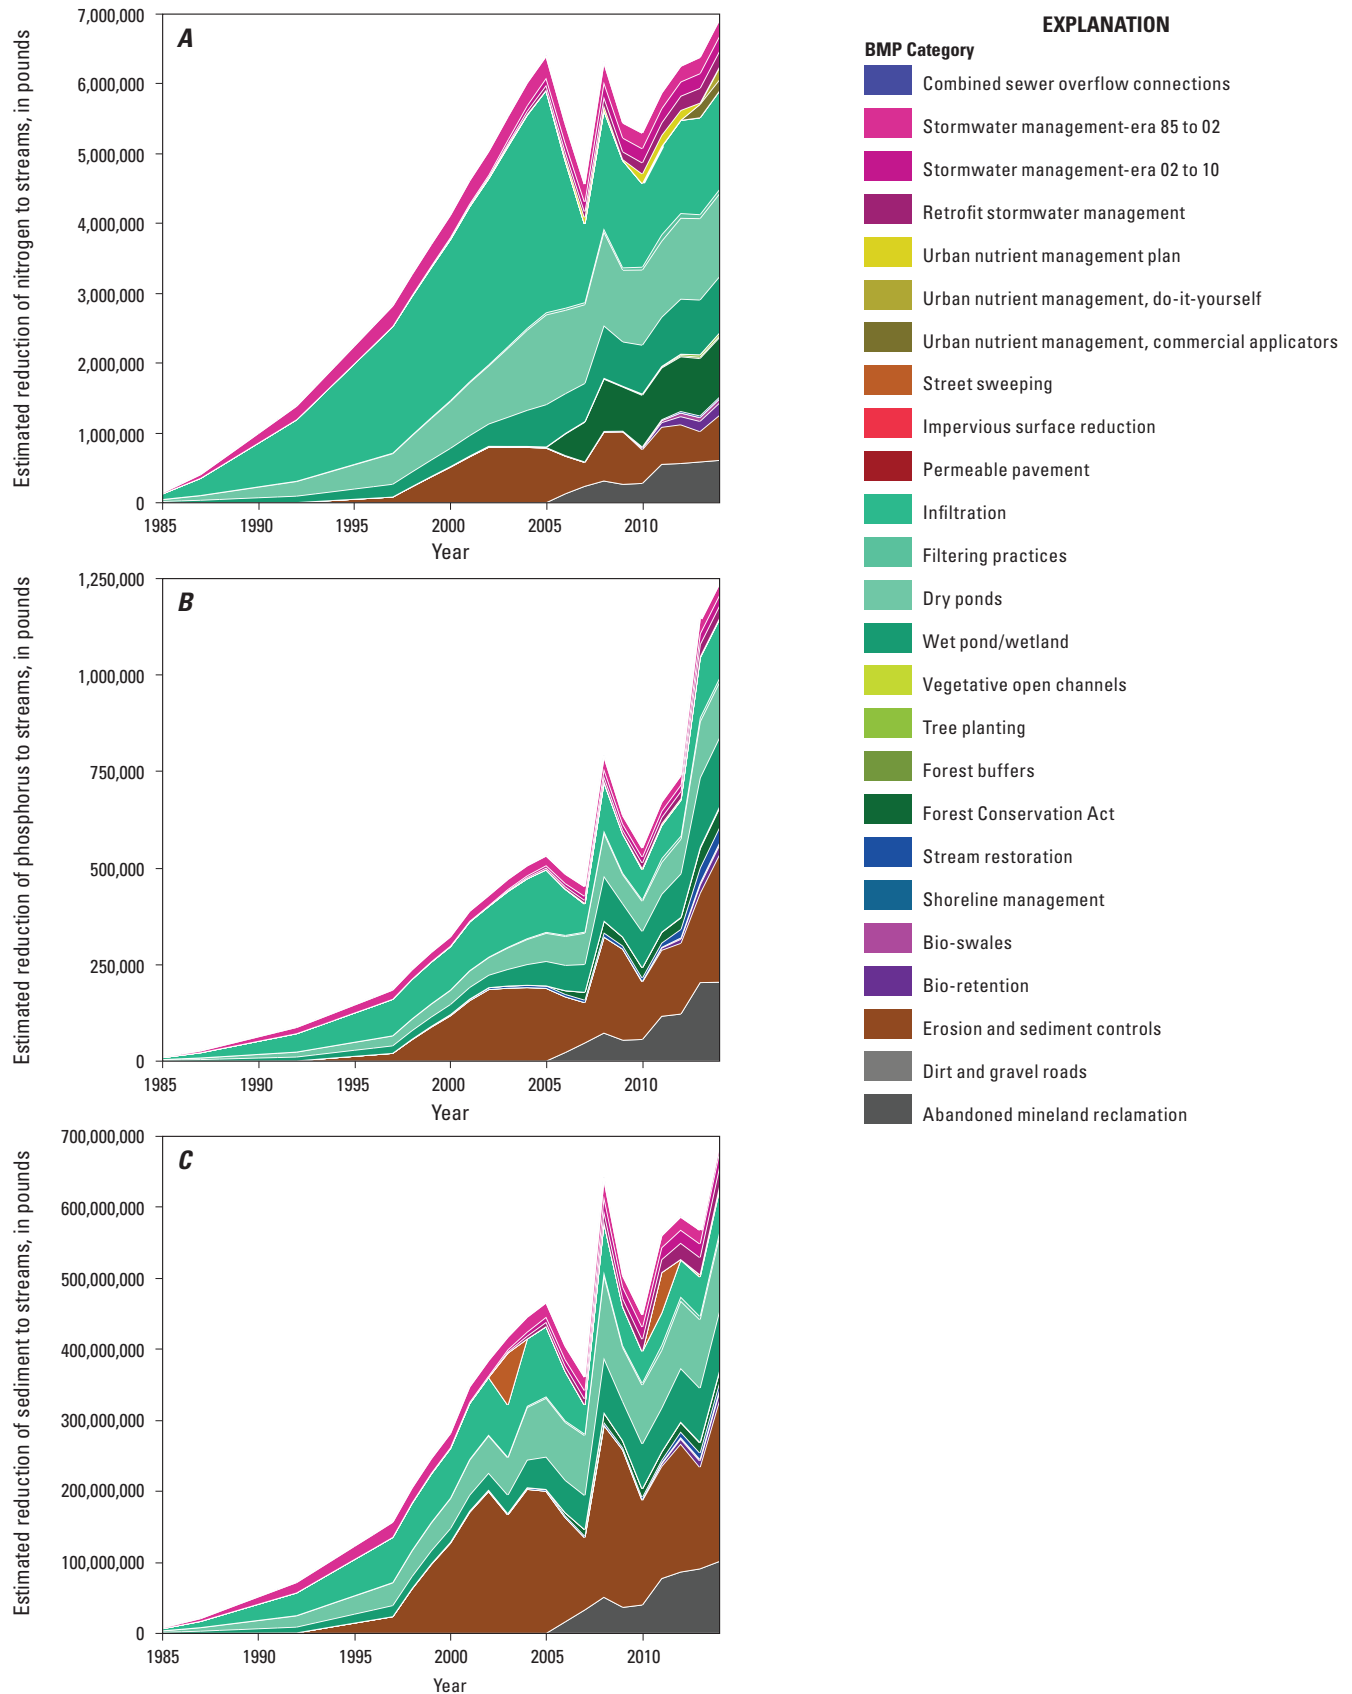 A
Estimated reduction of nitrogen to streams, in pounds
7,000,000
6,000,000
5,000,000
4,000,000
3,000,000
2,000,000
1,000,000
0
1985 1990 1995 2000 2005 2010
Year
B
Estimated reduction of phosphorus to streams, in pounds
1,250,000
1,000,000
750,000
500,000
250,000
0
1985 1990 1995 2000 2005 2010
Year
C
Estimated reduction of sediment to streams, in pounds
700,000,000
600,000,000
500,000,000
400,000,000
300,000,000
200,000,000
100,000,000
0
1985 1990 1995 2000 2005 2010
Year
EXPLANATION
BMP Category
Combined sewer overflow connections
Stormwater management-era 85 to 02
Stormwater management-era 02 to 10
Retrofit stormwater management
Urban nutrient management plan
Urban nutrient management, do-it-yourself
Urban nutrient management, commercial applicators
Street sweeping
Impervious surface reduction
Permeable pavement
Infiltration
Filtering practices
Dry ponds
Wet pond/wetland
Vegetative open channels
Tree planting
Forest buffers
Forest Conservation Act
Stream restoration
Shoreline management
Bio-swales
Bio-retention
Erosion and sediment controls
Dirt and gravel roads
Abandoned mineland reclamation